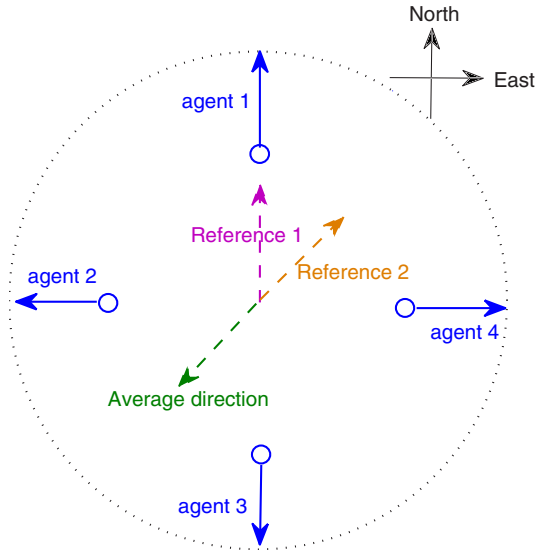 North
East
agent 1
Reference 1
agent 2
Reference 2
agent 4
Average direction
agent 3